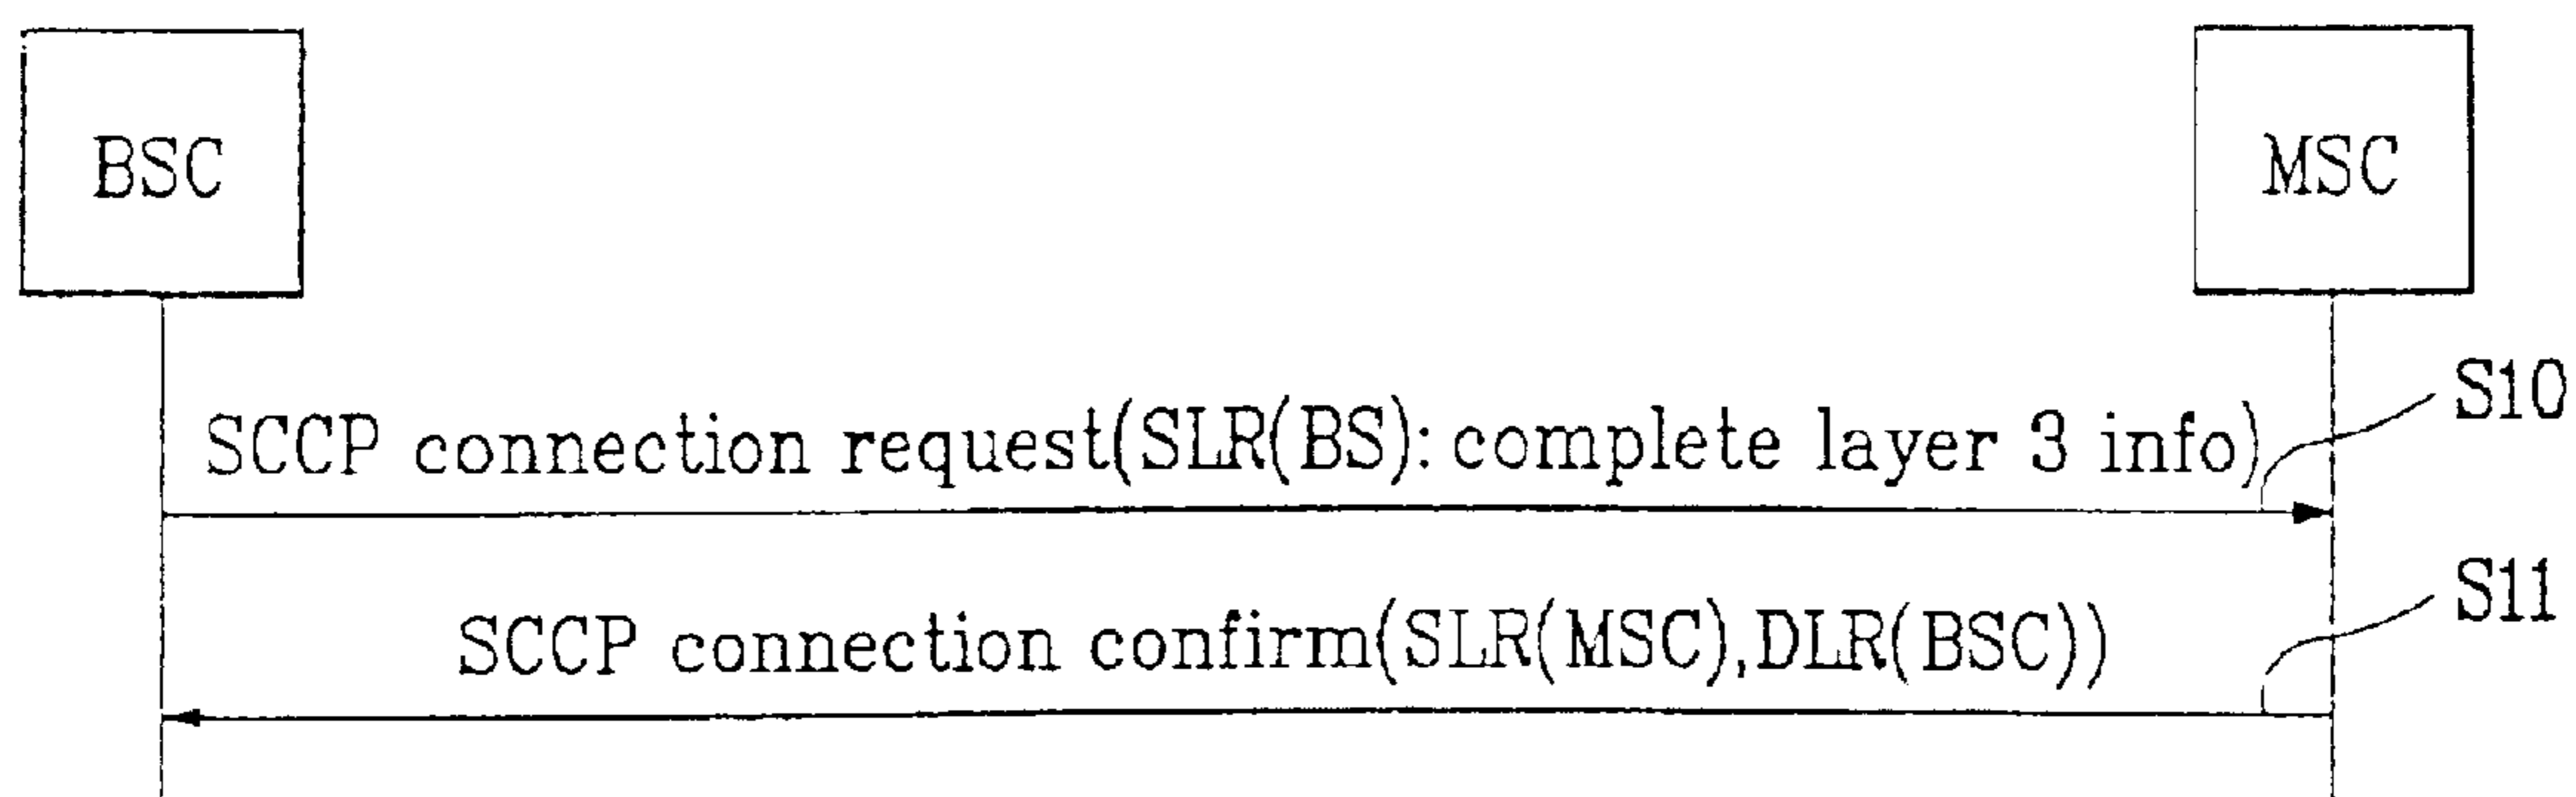 BSC
MSC
S10
SCCP connection request(SLR(BS): complete layer 3 info)
S11
SCCP connection confirm(SLR(MSC),DLR(BSC))